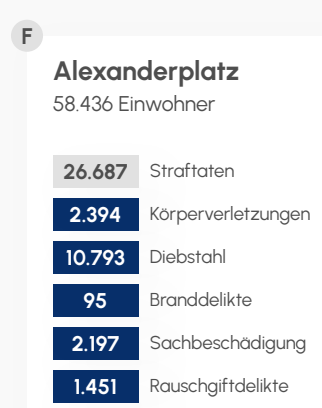 F
Alexanderplatz
58.436 Einwohner
26.687 Straftaten
2.394 Körperverletzungen
10.793 Diebstahl
95 Branddelikte
2.197 Sachbeschädigung
1.451 Rauschgiftdelikte